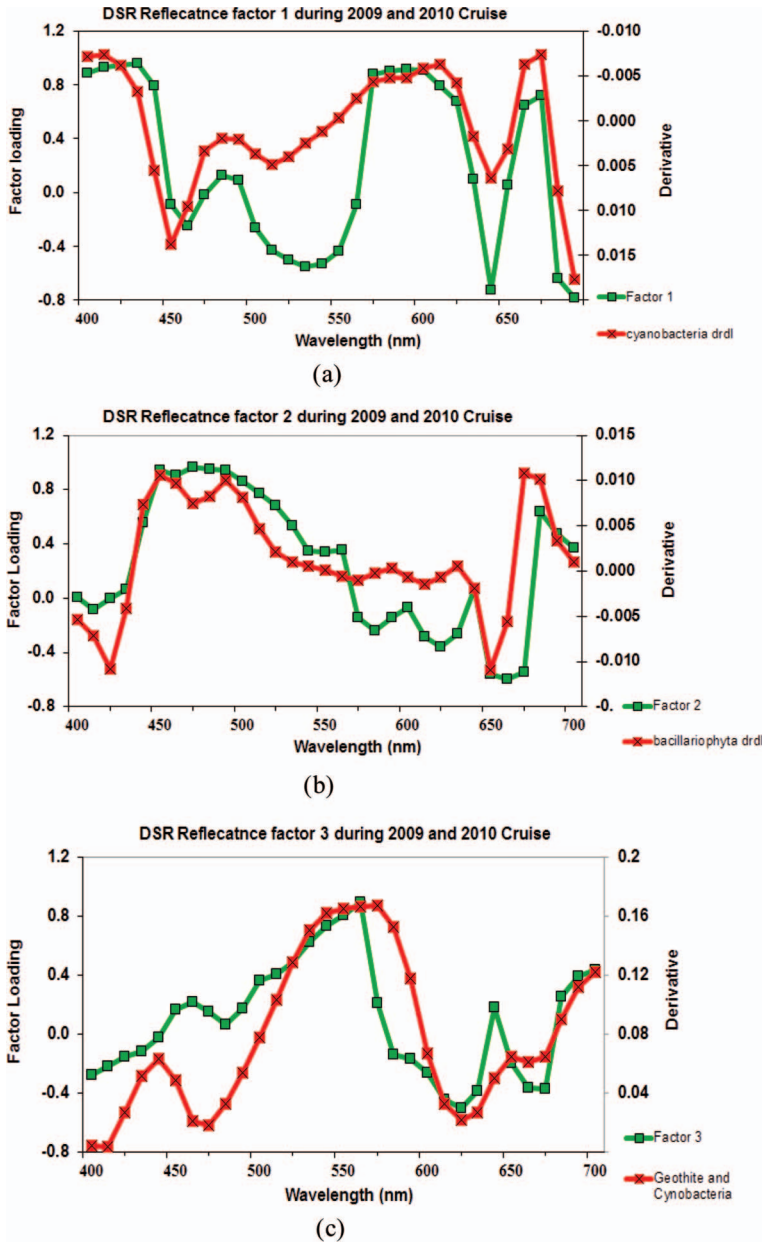 DSR Reflecatnce factor 1 during 2009 and 2010 Cruise
1.2
0.8
0.4
0.0
-0.4
-0.8
Factor loading
-0.010
-0.005
0.000
0.005
0.010
0.015
Derivative
400 450 500 550 600 650
Wavelength (nm)
Factor 1
cyanobacteria drdl
(a)
DSR Reflecatnce factor 2 during 2009 and 2010 Cruise
1.2
0.8
0.4
0.0
-0.4
-0.8
Factor Loading
0.015
0.010
0.005
0.000
-0.005
-0.010
-0.
Derivative
400 450 500 550 600 650 700
Wavelength (nm)
Factor 2
bacillariophyta drdl
(b)
DSR Reflecatnce factor 3 during 2009 and 2010 Cruise
1.2
0.8
0.4
0.0
-0.4
-0.8
Factor Loading
0.2
0.16
0.12
0.08
0.04
Derivative
400 450 500 550 600 650 700
Wavelength (nm)
Factor 3
Geothite and
Cynobacteria
(c)